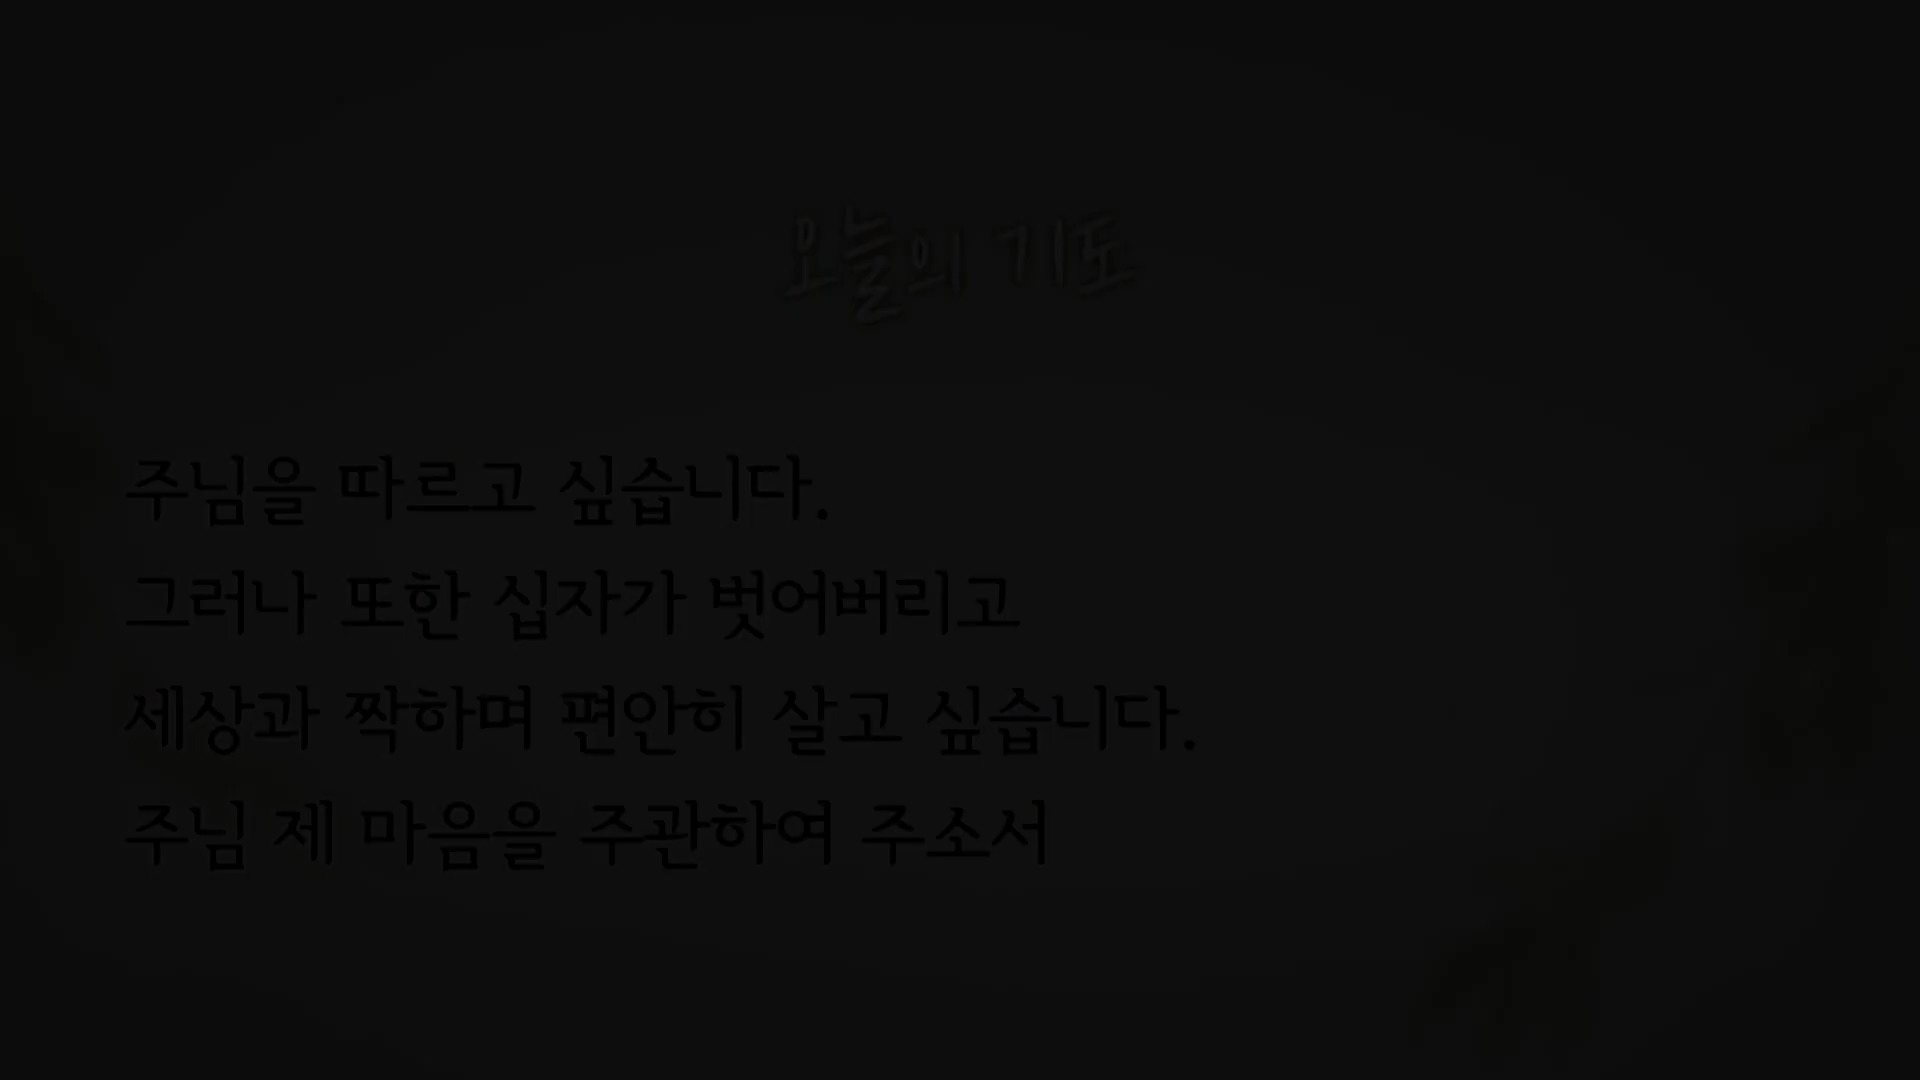 오늘의 기도
주님을 따르고 싶습니다.
그러나 또한 십자가 벗어버리고
세상과 짝하며 편안히 살고 싶습니다.
주님 제 마음을 주관하여 주소서